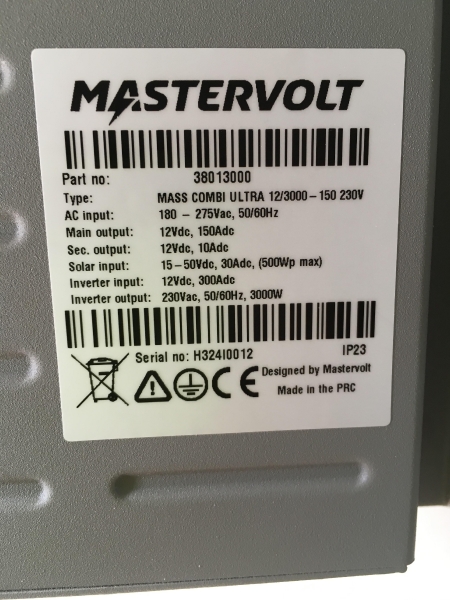 MASTERVOLT
Part no: 38013000
Type: MASS COMBI ULTRA 12/3000-150 230V
AC input: 180 - 275Vac, 50/60Hz
Main output: 12Vdc, 150Adc
Sec. output: 12Vdc, 10Adc
Solar input: 15-50Vdc, 30Adc, (500Wp max)
Inverter input: 12Vdc, 300Adc
Inverter output: 230Vac, 50/60Hz, 3000W
Serial no: H324I0012 IP23
CE Designed by Mastervolt
Made in the PRC